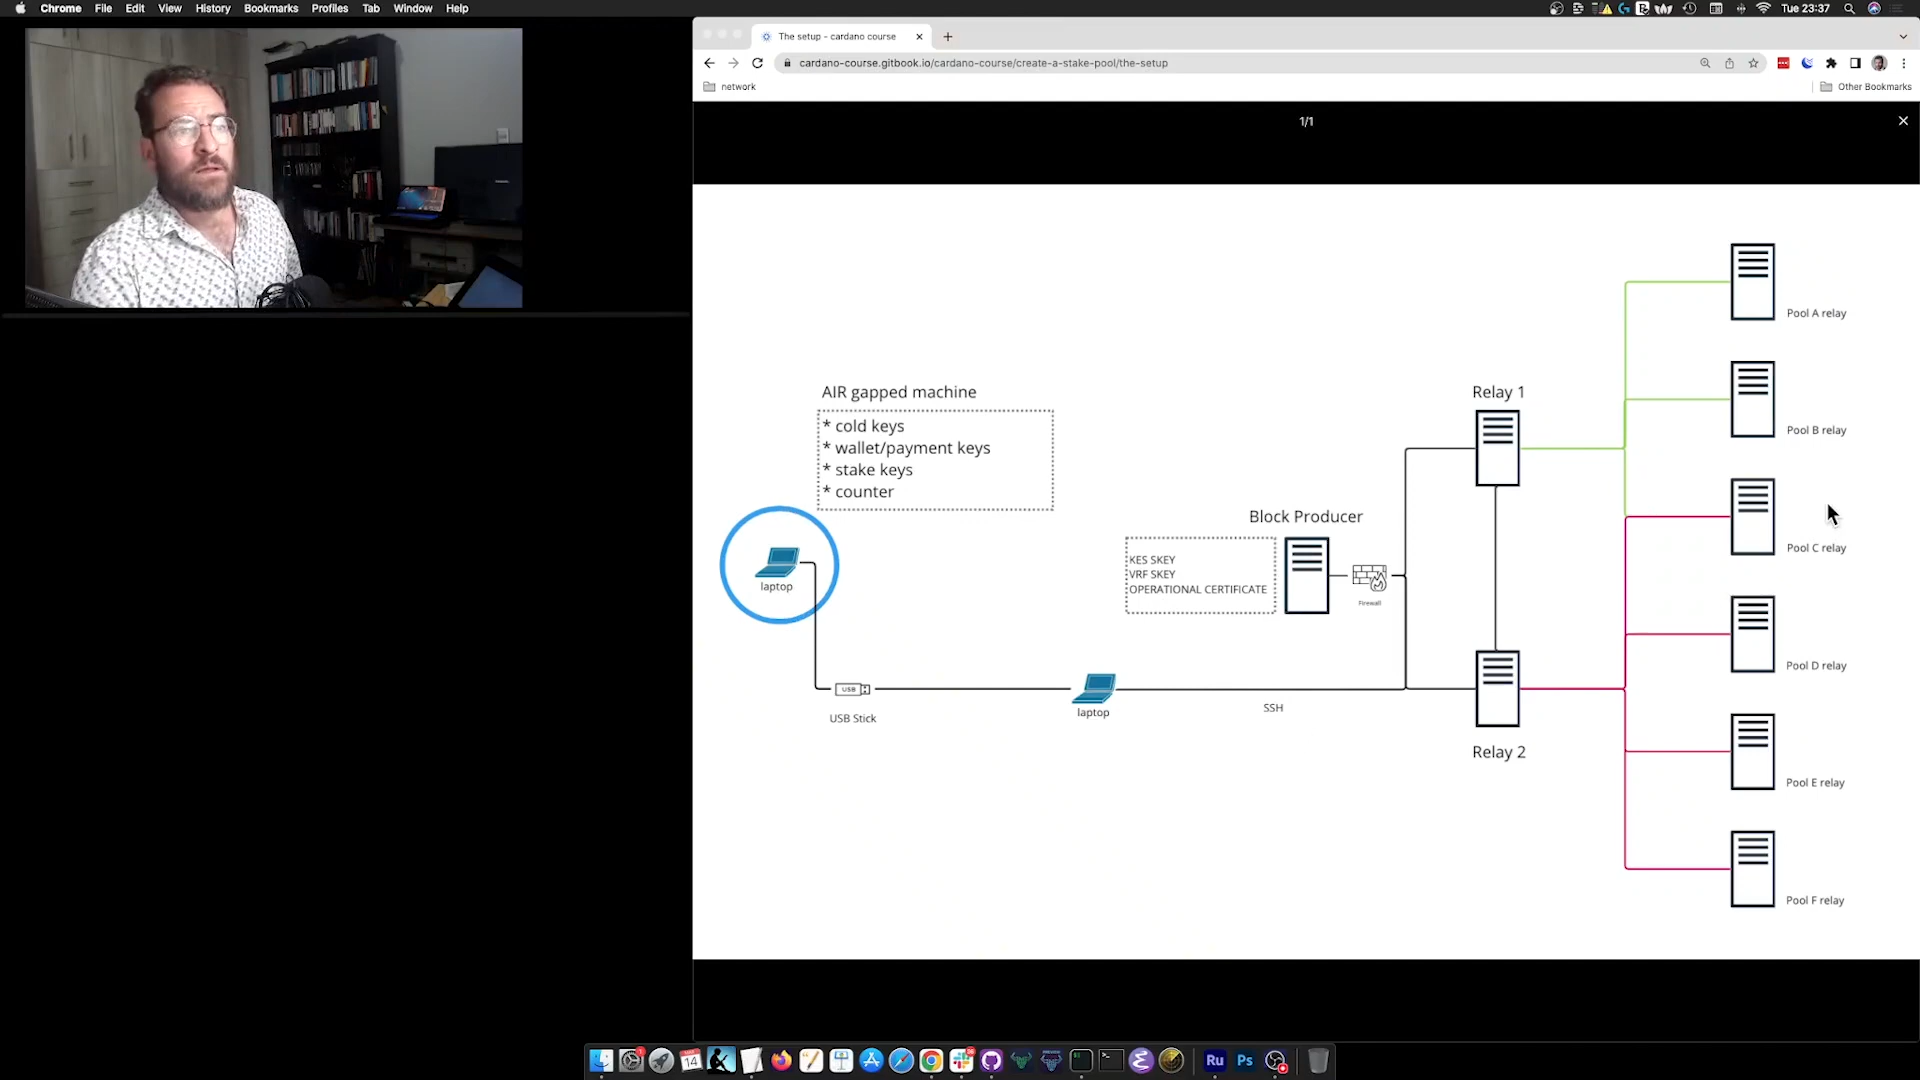 Chrome File Edit View History Bookmarks Profiles Tab Window Help
Tue 23:37
The setup - cardano course
cardano-course.gitbook.io/cardano-course/create-a-stake-pool/the-setup
network
Other Bookmarks
1/1
AIR gapped machine
* cold keys
* wallet/payment keys
* stake keys
* counter
laptop
USB
USB Stick
laptop
SSH
Block Producer
KES SKEY
VRF SKEY
OPERATIONAL CERTIFICATE
Firewall
Relay 1
Relay 2
Pool A relay
Pool B relay
Pool C relay
Pool D relay
Pool E relay
Pool F relay
14
Ru
Ps